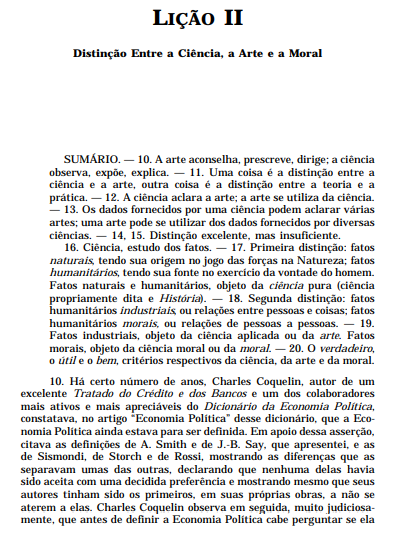 LIÇÃO II
Distinção Entre a Ciência, a Arte e a Moral
SUMÁRIO. — 10. A arte aconselha, prescreve, dirige; a ciência
observa, expõe, explica. — 11. Uma coisa é a distinção entre a
ciência e a arte, outra coisa é a distinção entre a teoria e a
prática. — 12. A ciência aclara a arte; a arte se utiliza da ciência.
— 13. Os dados fornecidos por uma ciência podem aclarar várias
artes; uma arte pode se utilizar dos dados fornecidos por diversas
ciências. — 14, 15. Distinção excelente, mas insuficiente.
16. Ciência, estudo dos fatos. — 17. Primeira distinção: fatos
naturais, tendo sua origem no jogo das forças na Natureza; fatos
humanitários, tendo sua fonte no exercício da vontade do homem.
Fatos naturais e humanitários, objeto da ciência pura (ciência
propriamente dita e História). — 18. Segunda distinção: fatos
humanitários industriais, ou relações entre pessoas e coisas; fatos
humanitários morais, ou relações de pessoas a pessoas. — 19.
Fatos industriais, objeto da ciência aplicada ou da arte. Fatos
morais, objeto da ciência moral ou da moral. — 20. O verdadeiro,
o útil e o bem, critérios respectivos da ciência, da arte e da moral.
10. Há certo número de anos, Charles Coquelin, autor de um
excelente Tratado do Crédito e dos Bancos e um dos colaboradores
mais ativos e mais apreciáveis do Dicionário da Economia Política,
constatava, no artigo “Economia Política” desse dicionário, que a Eco-
nomia Política ainda estava para ser definida. Em apoio dessa asserção,
citava as definições de A. Smith e de J.-B. Say, que apresentei, e as
de Sismondi, de Storch e de Rossi, mostrando as diferenças que as
separavam umas das outras, declarando que nenhuma delas havia
sido aceita com uma decidida preferência e mostrando mesmo que seus
autores tinham sido os primeiros, em suas próprias obras, a não se
aterem a elas. Charles Coquelin observa em seguida, muito judiciosa-
mente, que antes de definir a Economia Política cabe perguntar se ela